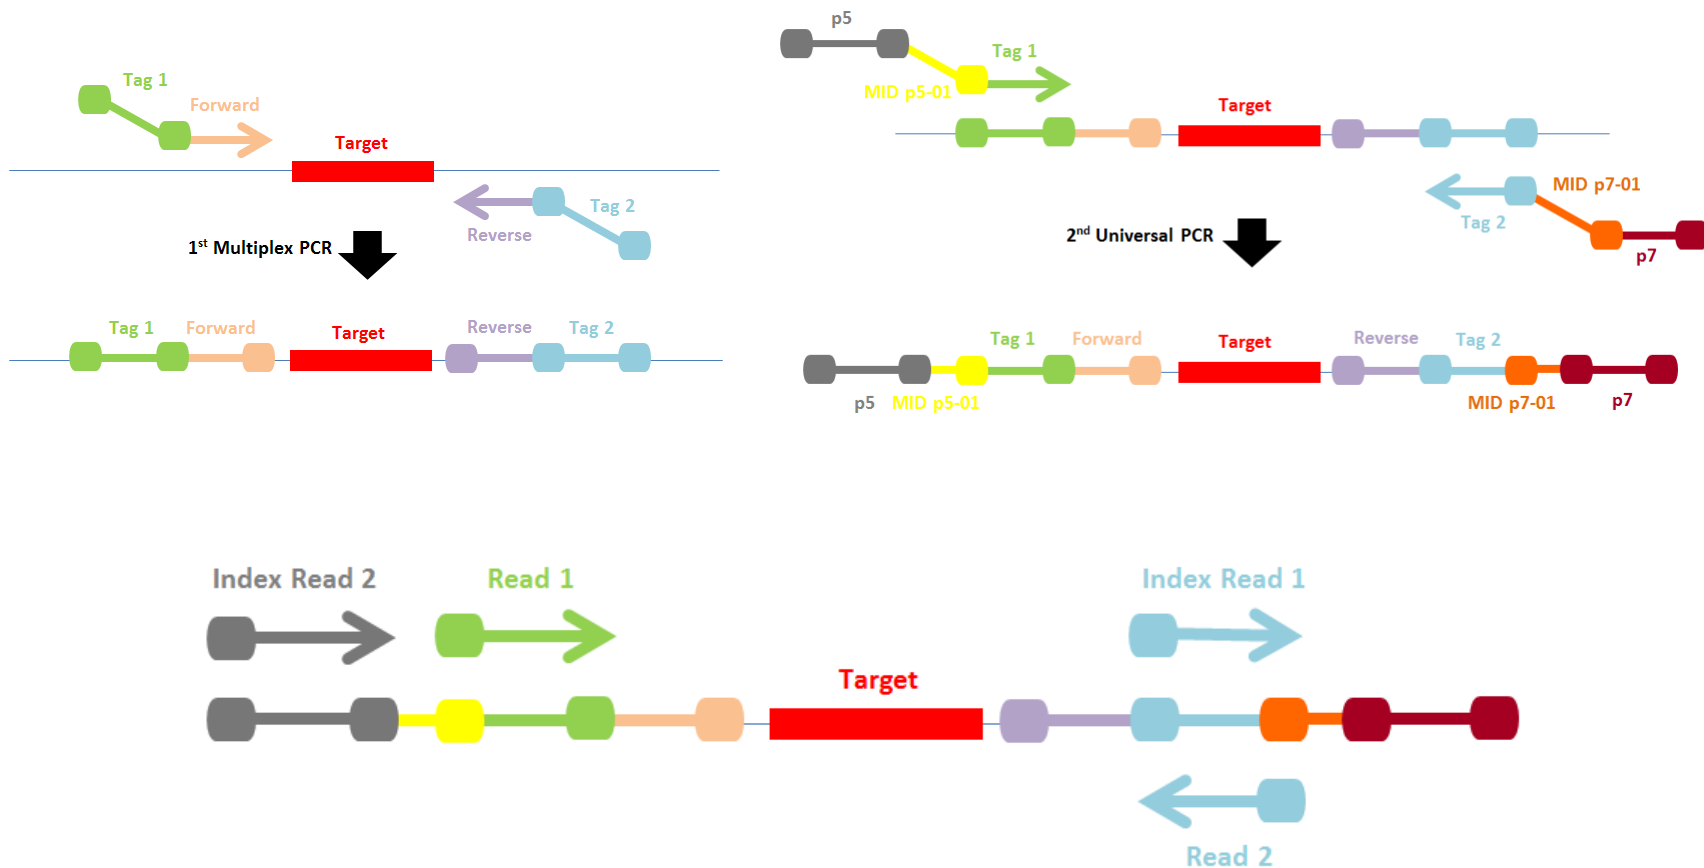 Tag 1
Forward
Target
Reverse
Tag 2
1st Multiplex PCR
Tag 1
Forward
Target
Reverse
Tag 2
p5
Tag 1
MID p5-01
Target
MID p7-01
Tag 2
p7
2nd Universal PCR
Tag 1
Forward
Target
Reverse
Tag 2
p5
MID p5-01
MID p7-01
p7
Index Read 2
Read 1
Index Read 1
Target
Read 2